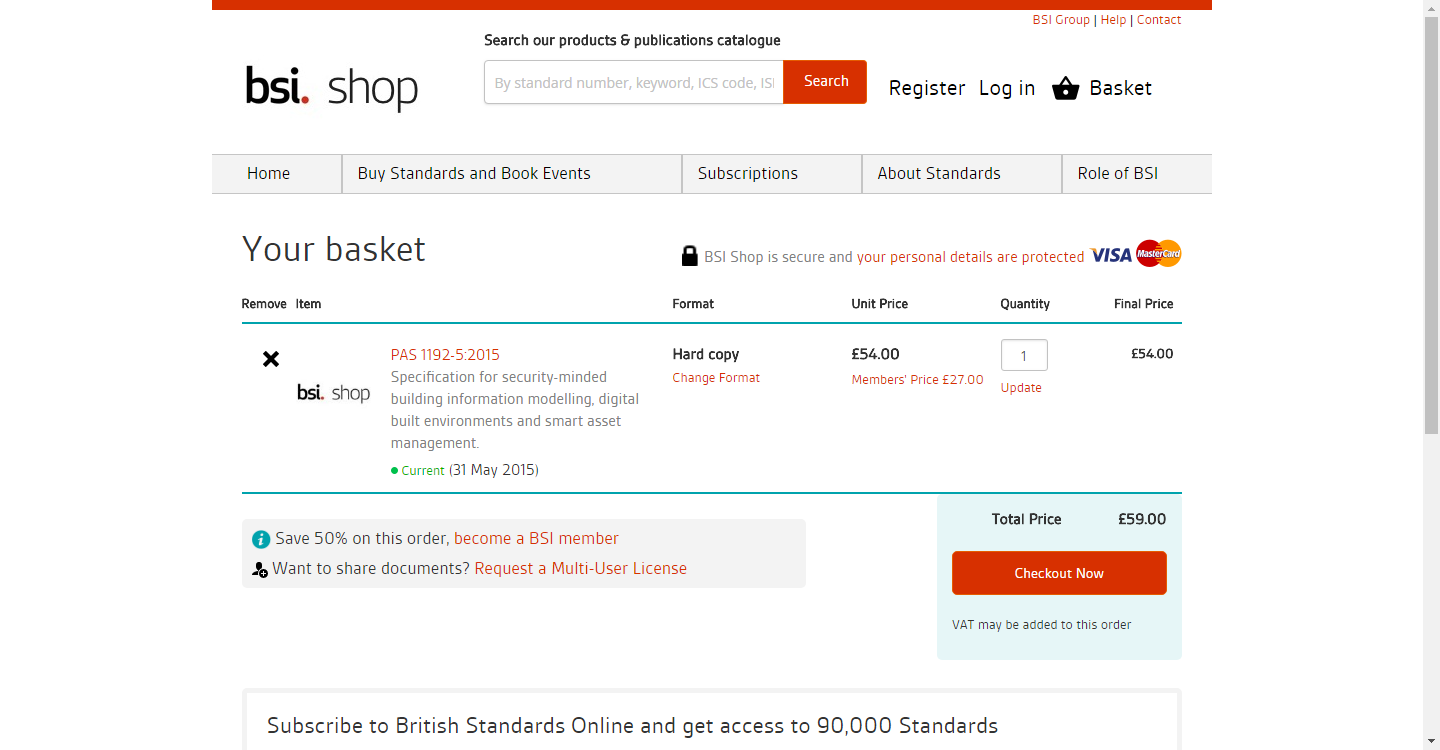 BSI Group | Help | Contact
Search our products & publications catalogue
bsi. shop
By standard number, keyword, ICS code, ISI
Search
Register Log in Basket
Home Buy Standards and Book Events Subscriptions About Standards Role of BSI
Your basket
BSI Shop is secure and your personal details are protected VISA MasterCard
Remove Item Format Unit Price Quantity Final Price
PAS 1192-5:2015 Hard copy £54.00 1 £54.00
Specification for security-minded Change Format Members' Price £27.00 Update
bsi. shop building information modelling, digital
built environments and smart asset
management.
Current (31 May 2015)
Total Price £59.00
Save 50% on this order, become a BSI member
Want to share documents? Request a Multi-User License
Checkout Now
VAT may be added to this order
Subscribe to British Standards Online and get access to 90,000 Standards